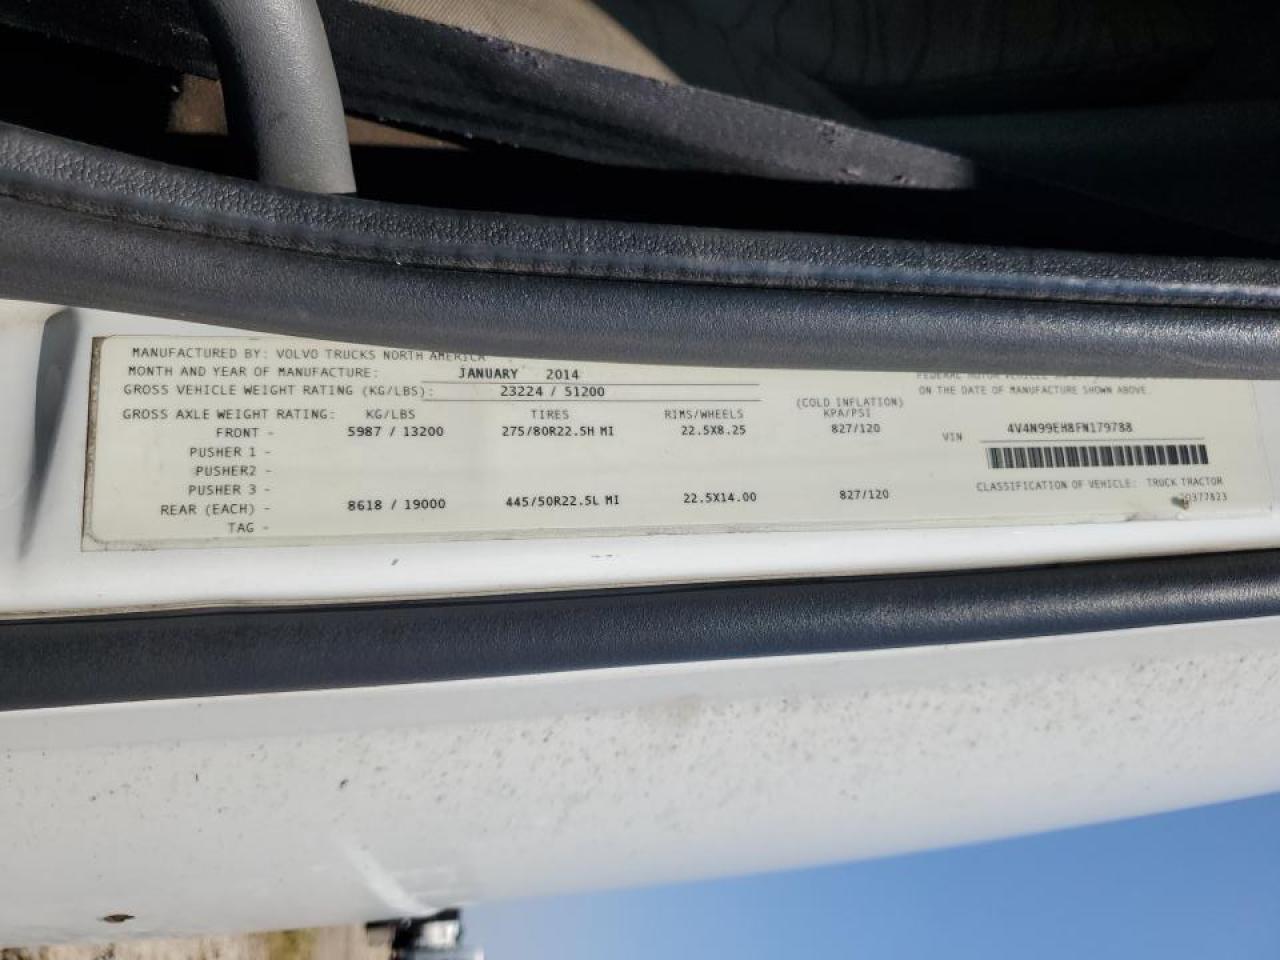 MANUFACTURED BY: VOLVO TRUCKS NORTH AMERICA
MONTH AND YEAR OF MANUFACTURE: JANUARY 2014
GROSS VEHICLE WEIGHT RATING (KG/LBS): 23224 / 51200
GROSS AXLE WEIGHT RATING: KG/LBS TIRES RIMS/WHEELS (COLD INFLATION) KPA/PSI
FRONT - 5987 / 13200 275/80R22.5H MI 22.5X8.25 827/120
PUSHER 1 -
PUSHER2 -
PUSHER 3 -
REAR (EACH) - 8618 / 19000 445/50R22.5L MI 22.5X14.00 827/120
TAG -
FEDERAL MOTOR VEHICLE
ON THE DATE OF MANUFACTURE SHOWN ABOVE.
VIN 4V4N99EH8FN179788
CLASSIFICATION OF VEHICLE: TRUCK TRACTOR
20377823